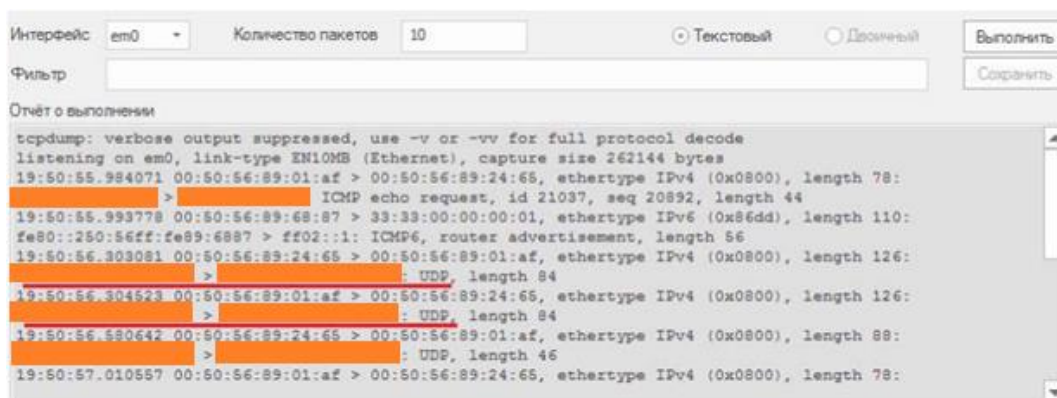 Интерфейс em0 Количество пакетов 10 Текстовый Двоичный Выполнить
Фильтр Сохранить
Отчёт о выполнении
tcpdump: verbose output suppressed, use -v or -vv for full protocol decode
listening on em0, link-type EN10MB (Ethernet), capture size 262144 bytes
19:50:55.984071 00:50:56:89:01:af > 00:50:56:89:24:65, ethertype IPv4 (0x0800), length 78:
> ICMP echo request, id 21037, seq 20892, length 44
19:50:55.993778 00:50:56:89:68:87 > 33:33:00:00:00:01, ethertype IPv6 (0x86dd), length 110:
fe80::250:56ff:fe89:6887 > ff02::1: ICMP6, router advertisement, length 56
19:50:56.303081 00:50:56:89:24:65 > 00:50:56:89:01:af, ethertype IPv4 (0x0800), length 126:
> : UDP, length 84
19:50:56.304523 00:50:56:89:01:af > 00:50:56:89:24:65, ethertype IPv4 (0x0800), length 126:
> : UDP, length 84
19:50:56.580642 00:50:56:89:24:65 > 00:50:56:89:01:af, ethertype IPv4 (0x0800), length 88:
> : UDP, length 46
19:50:57.010557 00:50:56:89:01:af > 00:50:56:89:24:65, ethertype IPv4 (0x0800), length 78: